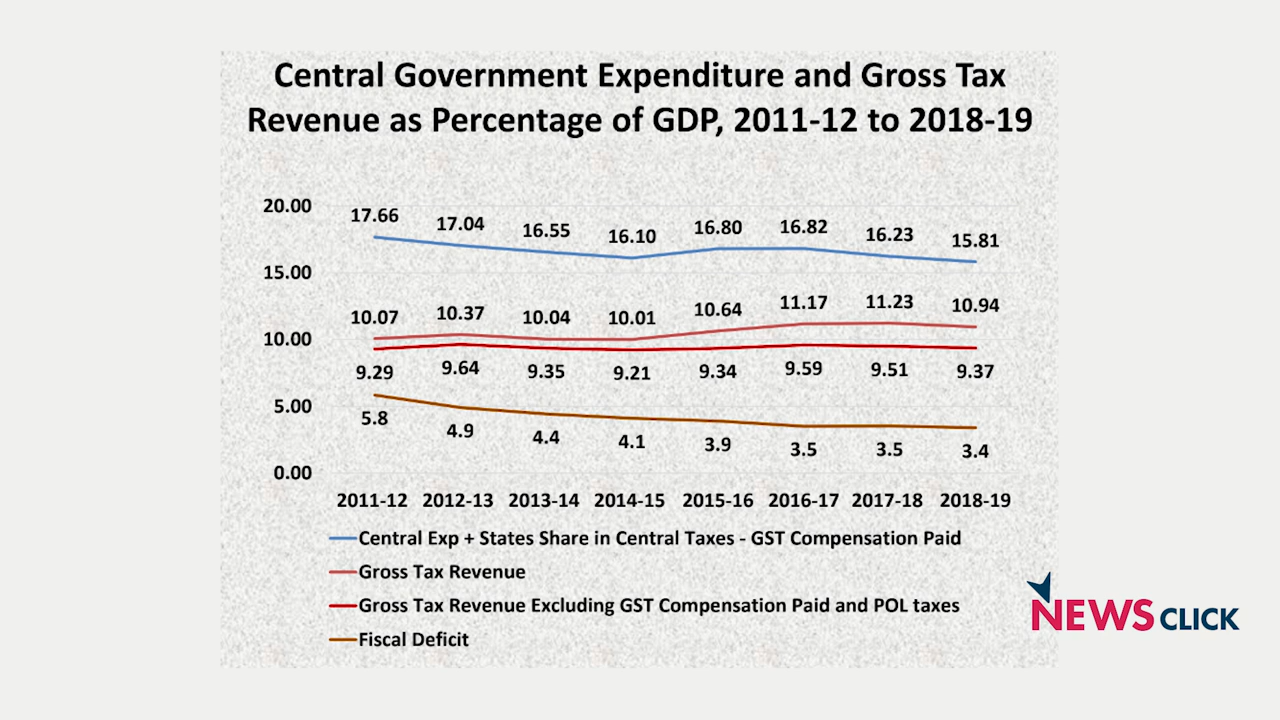 Central Government Expenditure and Gross Tax
Revenue as Percentage of GDP, 2011-12 to 2018-19
20.00
17.66 17.04 16.55 16.10 16.80 16.82 16.23 15.81
15.00
10.07 10.37 10.04 10.01 10.64 11.17 11.23 10.94
10.00
9.29 9.64 9.35 9.21 9.34 9.59 9.51 9.37
5.00
5.8 4.9 4.4 4.1 3.9 3.5 3.5 3.4
0.00
2011-12 2012-13 2013-14 2014-15 2015-16 2016-17 2017-18 2018-19
Central Exp + States Share in Central Taxes - GST Compensation Paid
Gross Tax Revenue
Gross Tax Revenue Excluding GST Compensation Paid and POL taxes
Fiscal Deficit
NEWS CLICK